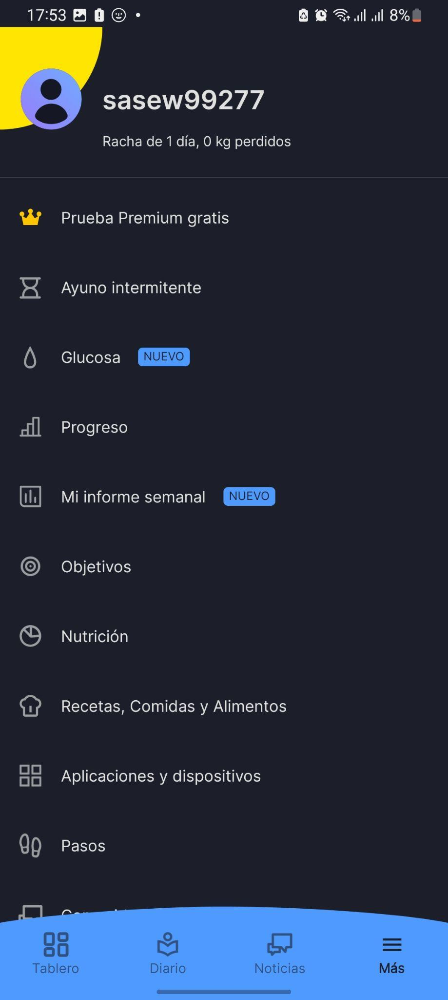 17:53
8%
sasew99277
Racha de 1 día, 0 kg perdidos
Prueba Premium gratis
Ayuno intermitente
Glucosa NUEVO
Progreso
Mi informe semanal NUEVO
Objetivos
Nutrición
Recetas, Comidas y Alimentos
Aplicaciones y dispositivos
Pasos
Tablero
Diario
Noticias
Más